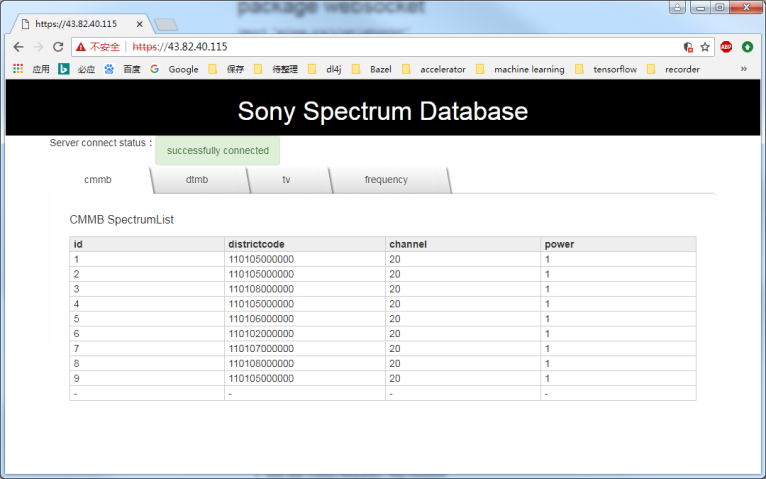 package websocket
https://43.82.40.115
不安全 https://43.82.40.115 ABP
应用 必应 百度 Google 保存 待整理 dl4j Bazel accelerator machine learning tensorflow recorder »
Sony Spectrum Database
Server connect status : successfully connected
cmmb dtmb tv frequency
CMMB SpectrumList
id districtcode channel power
1 110105000000 20 1
2 110105000000 20 1
3 110108000000 20 1
4 110105000000 20 1
5 110106000000 20 1
6 110102000000 20 1
7 110107000000 20 1
8 110108000000 20 1
9 110105000000 20 1
- - - -